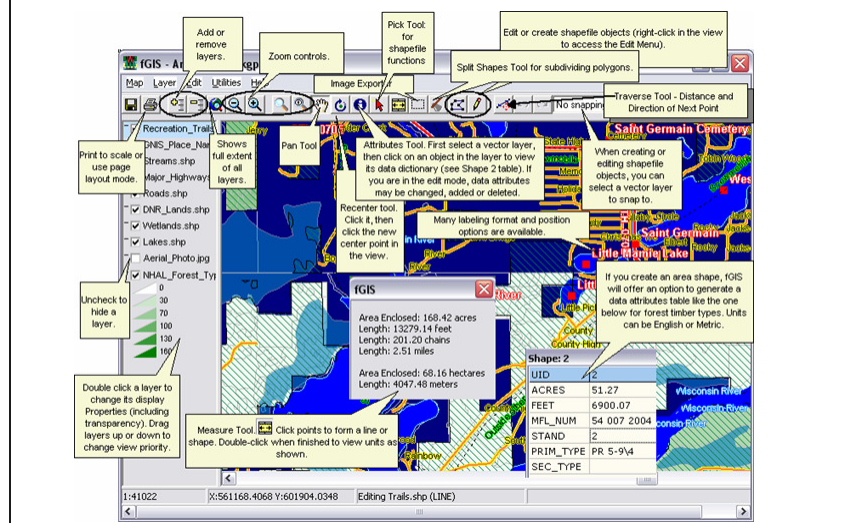 Add or
remove
layers.
Zoom controls.
Pick Tool:
for
shapefile
functions
Edit or create shapefile objects (right-click in the view
to access the Edit Menu).
Split Shapes Tool for subdividing polygons.
Image Exporter
Traverse Tool - Distance and
Direction of Next Point
fGIS - Ar
Map Layer Edit Utilities
No snapping
Print to scale
or use page
layout mode.
Shows
full extent
of all
layers.
Pan Tool
Attributes Tool. First select a vector layer,
then click on an object in the layer to view
its data dictionary (see Shape 2 table). If
you are in the edit mode, data attributes
may be changed, added or deleted.
When creating or
editing shapefile
objects, you can
select a vector layer
to snap to.
Recenter tool.
Click it, then
click the new
center point in
the view.
Many labeling format and position
options are available.
Recreation_Trails
GNIS_Place_Nam
Streams.shp
Major_Highways
Roads.shp
DNR_Lands.shp
Wetlands.shp
Lakes.shp
Aerial_Photo.jpg
NHAL_Forest_Typ
0
30
70
100
130
160
Uncheck to
hide a
layer.
Double click a layer to
change its display
Properties (including
transparency). Drag
layers up or down to
change view priority.
Saint Germain Cemetery
Wes
Saint Germain
Little Mamie Lake
River
River
River
County
County High
Rainbow
Wisconsin River
Wisconsin-River
If you create an area shape, fGIS
will offer an option to generate a
data attributes table like the one
below for forest timber types. Units
can be English or Metric.
fGIS
Area Enclosed: 168.42 acres
Length: 13279.14 feet
Length: 201.20 chains
Length: 2.51 miles
Area Enclosed: 68.16 hectares
Length: 4047.48 meters
Measure Tool. Click points to form a line or
shape. Double-click when finished to view units as
shown.
Shape: 2
UID 2
ACRES 51.27
FEET 6900.07
MFL_NUM 54 007 2004
STAND 2
PRIM_TYPE PR 5-9\4
SEC_TYPE
1:41022 X:561168.4068 Y:601904.0348 Editing Trails.shp (LINE)